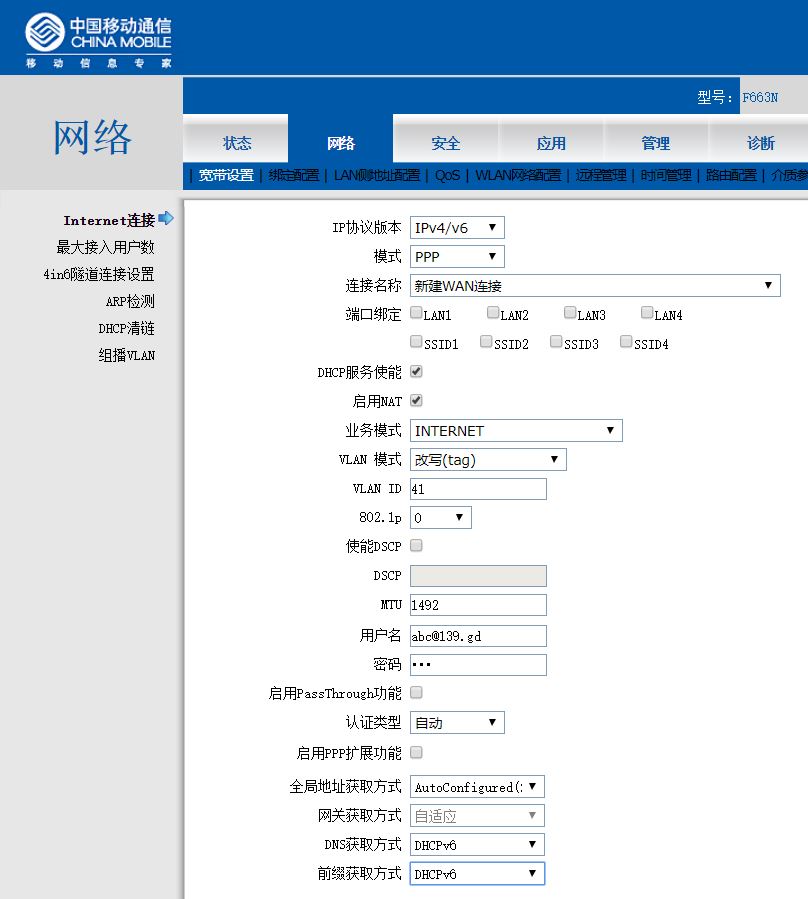 中国移动通信
CHINA MOBILE
移 动 信 息 专 家
型号： F663N
网络
状态 网络 安全 应用 管理 诊断
| 宽带设置 | 绑定配置 | LAN侧地址配置 | QoS | WLAN网络配置 | 远程管理 | 时间管理 | 路由配置 | 介质参
Internet连接
最大接入用户数
4in6隧道连接设置
ARP检测
DHCP清链
组播VLAN
IP协议版本 IPv4/v6
模式 PPP
连接名称 新建WAN连接
端口绑定 LAN1 LAN2 LAN3 LAN4
SSID1 SSID2 SSID3 SSID4
DHCP服务使能
启用NAT
业务模式 INTERNET
VLAN 模式 改写(tag)
VLAN ID 41
802.1p 0
使能DSCP
DSCP
MTU 1492
用户名 abc@139.gd
密码 •••
启用PassThrough功能
认证类型 自动
启用PPP扩展功能
全局地址获取方式 AutoConfigured(
网关获取方式 自适应
DNS获取方式 DHCPv6
前缀获取方式 DHCPv6